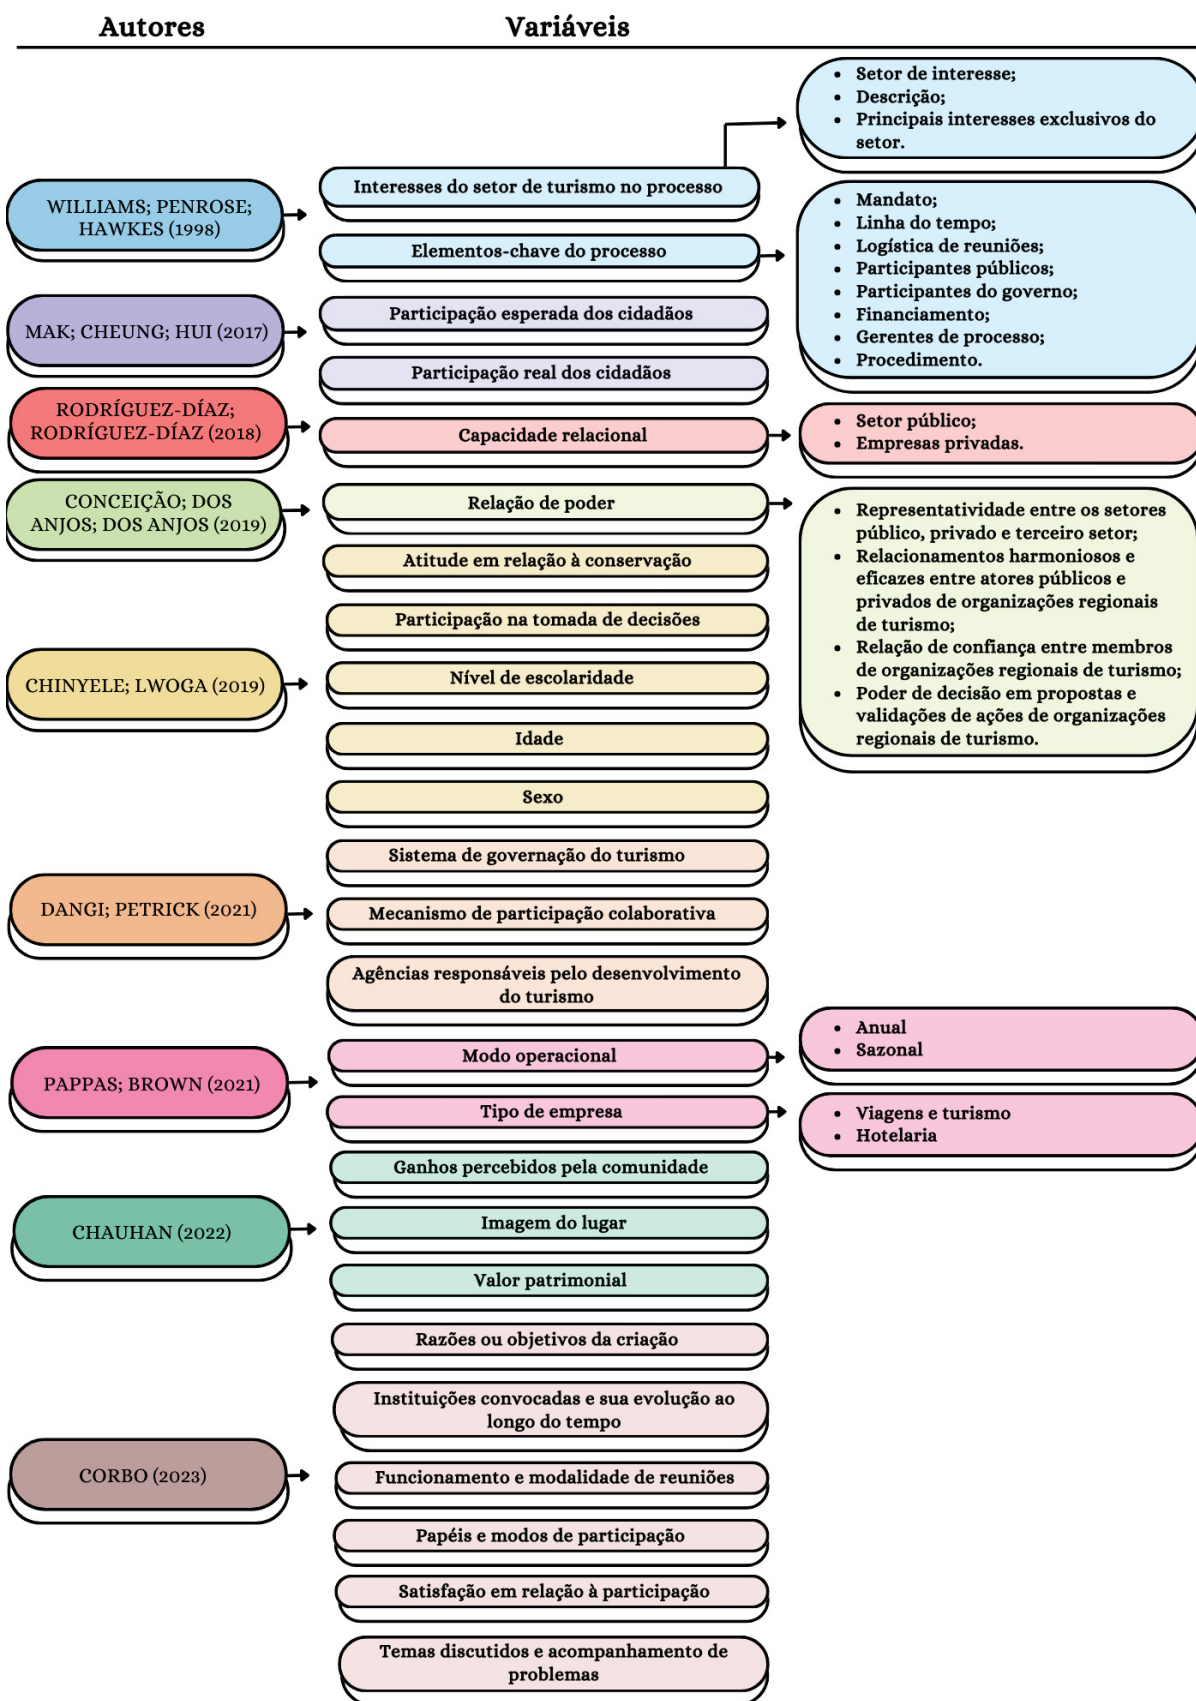 Autores
Variáveis
WILLIAMS; PENROSE;
HAWKES (1998)
Interesses do setor de turismo no processo
• Setor de interesse;
• Descrição;
• Principais interesses exclusivos do
setor.
Elementos-chave do processo
• Mandato;
• Linha do tempo;
• Logística de reuniões;
• Participantes públicos;
• Participantes do governo;
• Financiamento;
• Gerentes de processo;
• Procedimento.
MAK; CHEUNG; HUI (2017)
Participação esperada dos cidadãos
Participação real dos cidadãos
RODRÍGUEZ-DÍAZ;
RODRÍGUEZ-DÍAZ (2018)
Capacidade relacional
• Setor público;
• Empresas privadas.
CONCEIÇÃO; DOS
ANJOS; DOS ANJOS (2019)
Relação de poder
• Representatividade entre os setores
público, privado e terceiro setor;
• Relacionamentos harmoniosos e
eficazes entre atores públicos e
privados de organizações regionais
de turismo;
• Relação de confiança entre membros
de organizações regionais de turismo;
• Poder de decisão em propostas e
validações de ações de organizações
regionais de turismo.
CHINYELE; LWOGA (2019)
Atitude em relação à conservação
Participação na tomada de decisões
Nível de escolaridade
Idade
Sexo
DANGI; PETRICK (2021)
Sistema de governação do turismo
Mecanismo de participação colaborativa
Agências responsáveis pelo desenvolvimento
do turismo
PAPPAS; BROWN (2021)
Modo operacional
• Anual
• Sazonal
Tipo de empresa
• Viagens e turismo
• Hotelaria
CHAUHAN (2022)
Ganhos percebidos pela comunidade
Imagem do lugar
Valor patrimonial
CORBO (2023)
Razões ou objetivos da criação
Instituições convocadas e sua evolução ao
longo do tempo
Funcionamento e modalidade de reuniões
Papéis e modos de participação
Satisfação em relação à participação
Temas discutidos e acompanhamento de
problemas